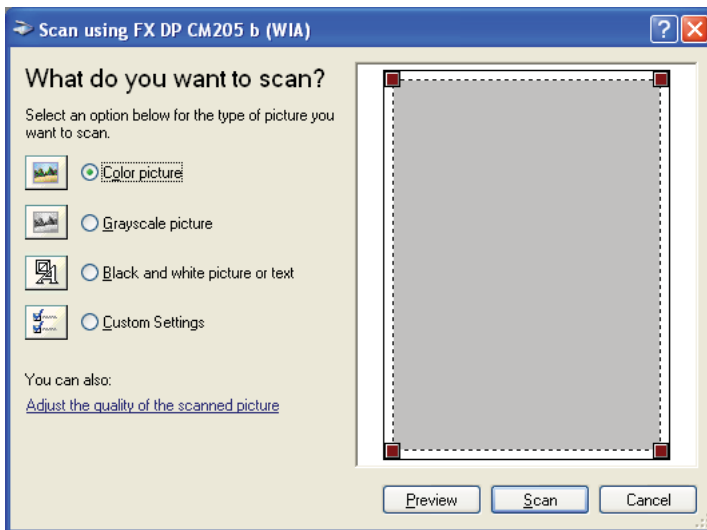 Scan using FX DP CM205 b (WIA)
What do you want to scan?
Select an option below for the type of picture you
want to scan.
Color picture
Grayscale picture
Black and white picture or text
Custom Settings
You can also:
Adjust the quality of the scanned picture
Preview Scan Cancel